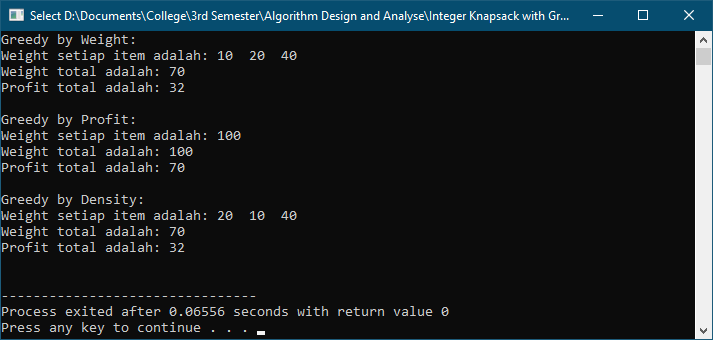 Select D:\Documents\College\3rd Semester\Algorithm Design and Analyse\Integer Knapsack with Gr...
Greedy by Weight:
Weight setiap item adalah: 10  20  40
Weight total adalah: 70
Profit total adalah: 32
Greedy by Profit:
Weight setiap item adalah: 100
Weight total adalah: 100
Profit total adalah: 70
Greedy by Density:
Weight setiap item adalah: 20  10  40
Weight total adalah: 70
Profit total adalah: 32
--------------------------------
Process exited after 0.06556 seconds with return value 0
Press any key to continue . . .